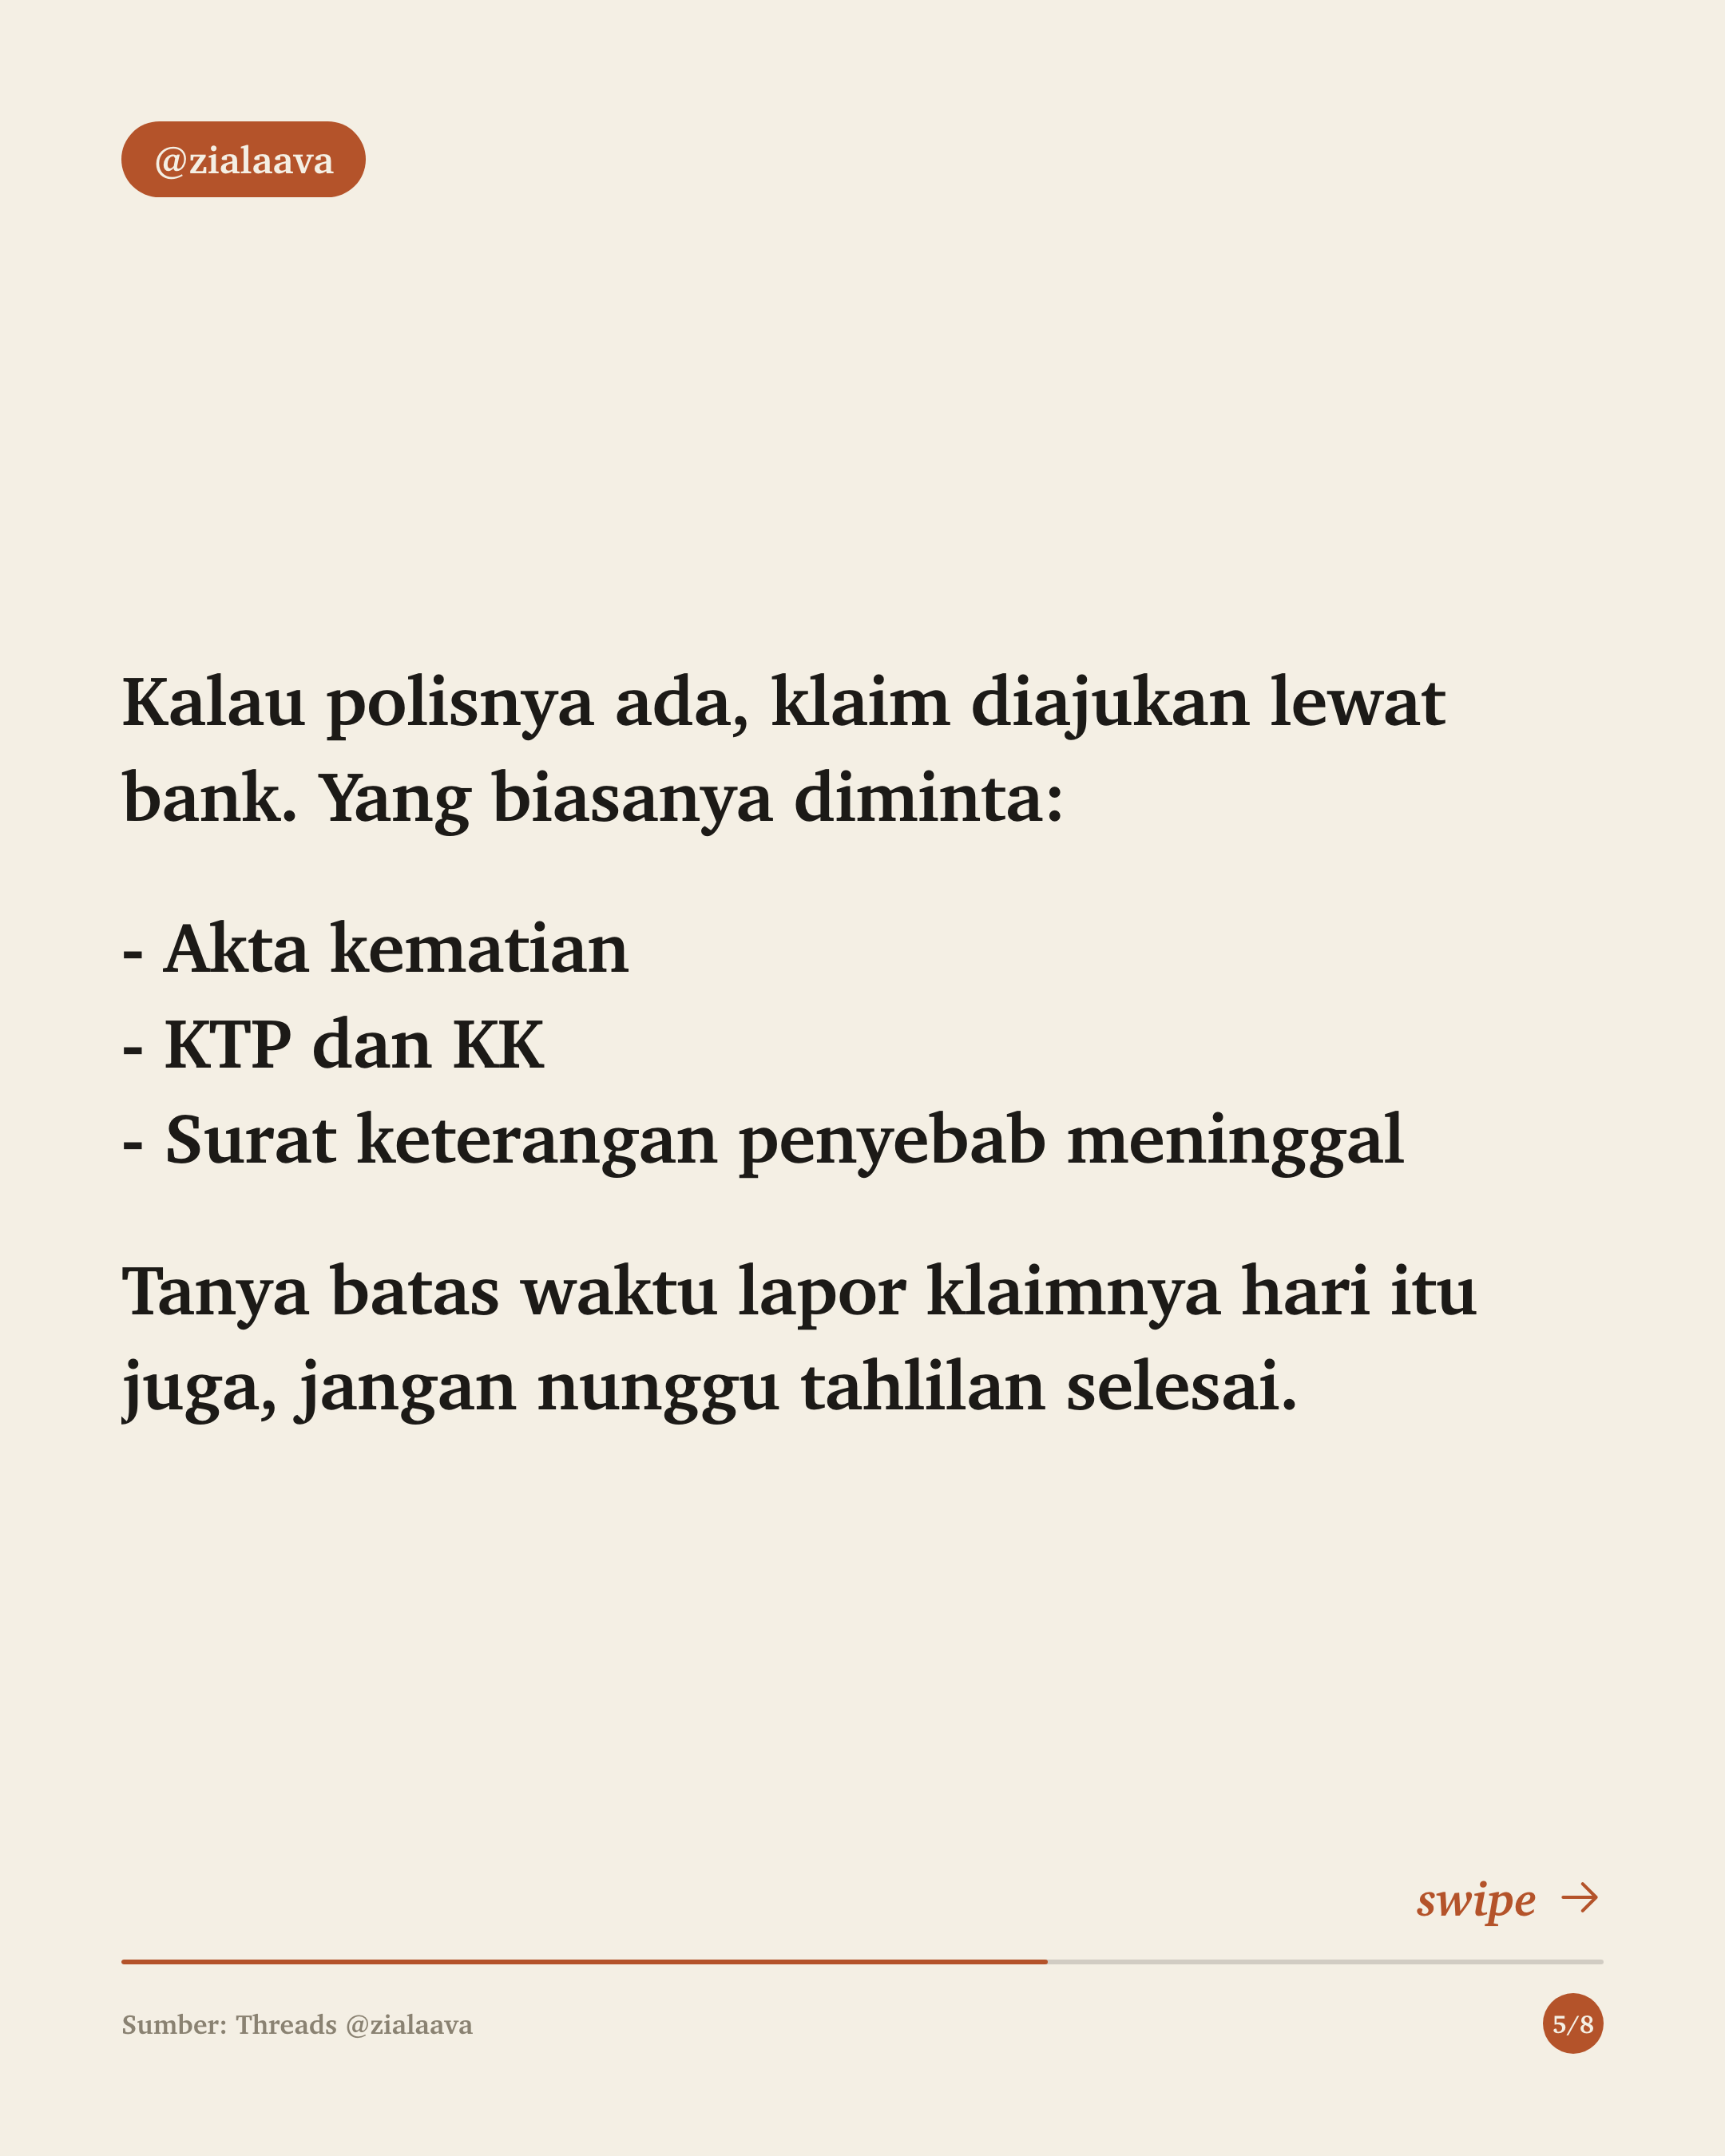 @zialaava
Kalau polisnya ada, klaim diajukan lewat
bank. Yang biasanya diminta:
- Akta kematian
- KTP dan KK
- Surat keterangan penyebab meninggal
Tanya batas waktu lapor klaimnya hari itu
juga, jangan nunggu tahlilan selesai.
swipe →
Sumber: Threads @zialaava
5/8